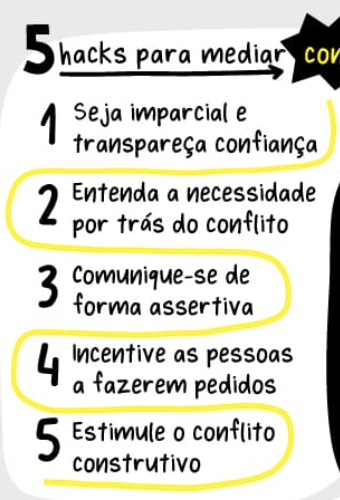 5 hacks para mediar
1 Seja imparcial e
transpareça confiança
2 Entenda a necessidade
por trás do conflito
3 Comunique-se de
forma assertiva
4 Incentive as pessoas
a fazerem pedidos
5 Estimule o conflito
construtivo